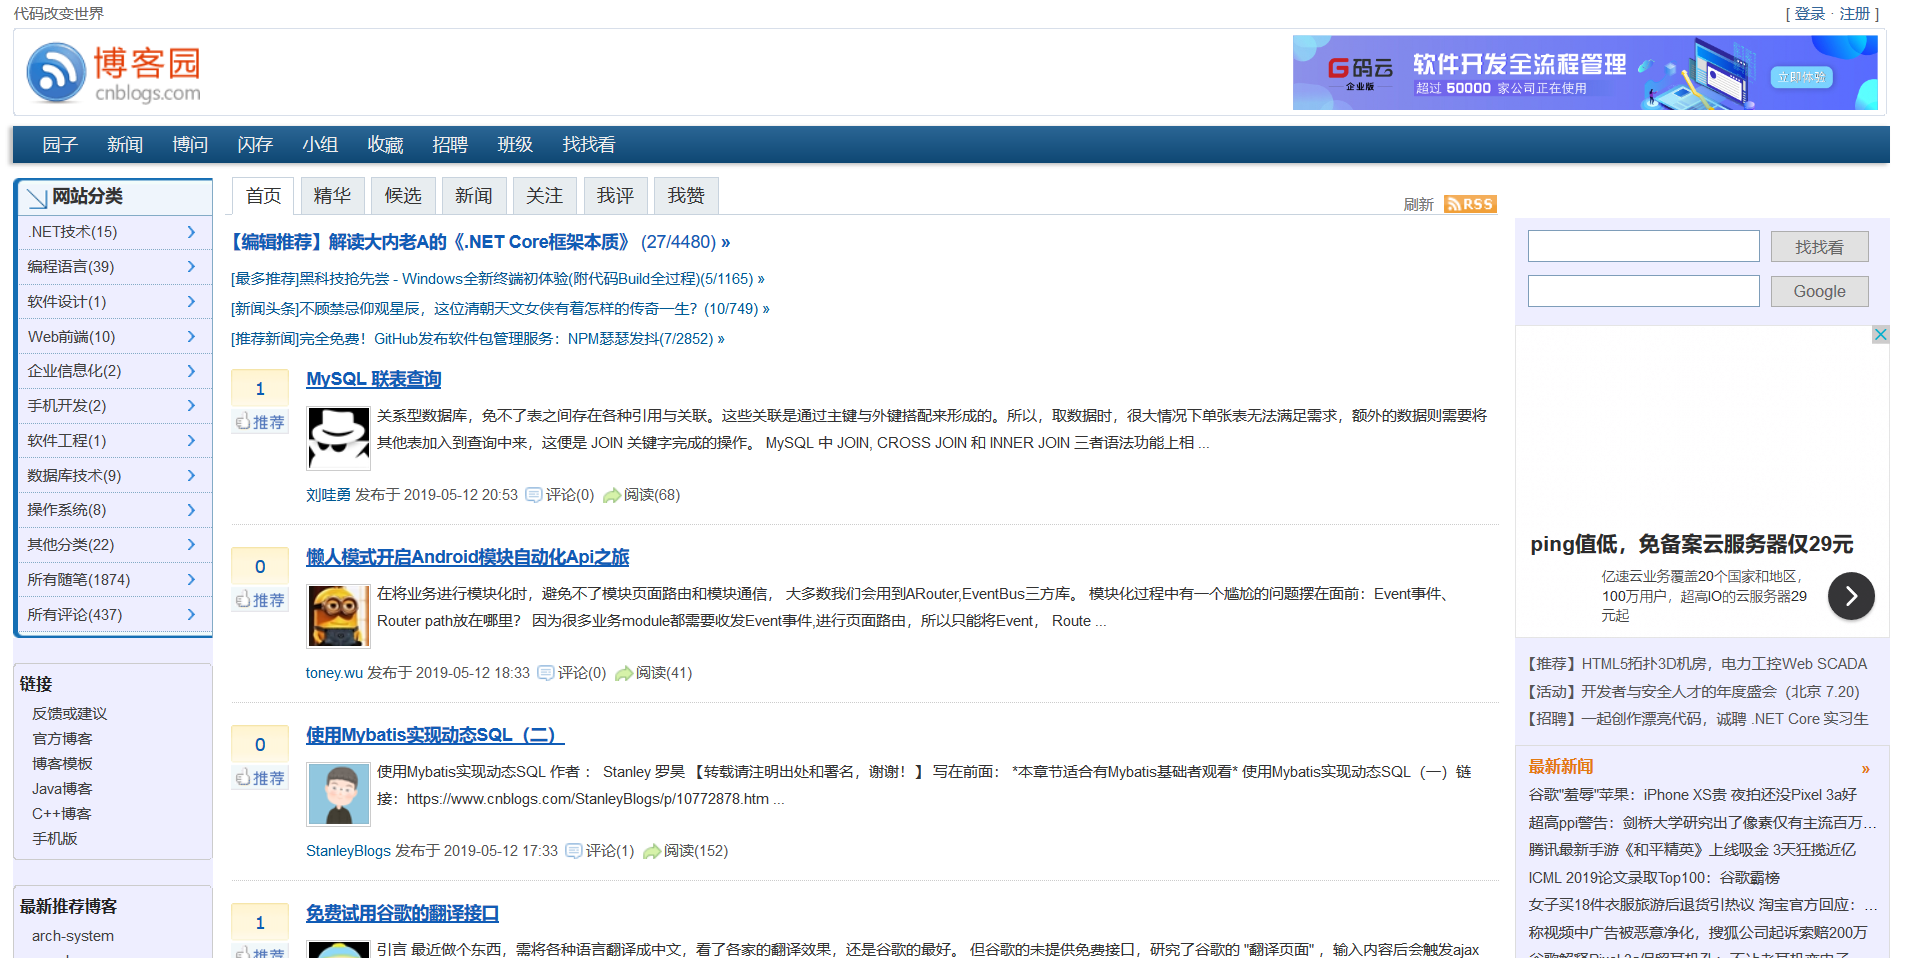 代码改变世界
[ 登录 · 注册 ]
博客园
cnblogs.com
G码云
企业版
软件开发全流程管理
超过 50000 家公司正在使用
立即体验
园子 新闻 博问 闪存 小组 收藏 招聘 班级 找找看
网站分类
.NET技术(15)
编程语言(39)
软件设计(1)
Web前端(10)
企业信息化(2)
手机开发(2)
软件工程(1)
数据库技术(9)
操作系统(8)
其他分类(22)
所有随笔(1874)
所有评论(437)
链接
反馈或建议
官方博客
博客模板
Java博客
C++博客
手机版
最新推荐博客
arch-system
首页 精华 候选 新闻 关注 我评 我赞
刷新 RSS
【编辑推荐】解读大内老A的《.NET Core框架本质》 (27/4480) »
[最多推荐]黑科技抢先尝 - Windows全新终端初体验(附代码Build全过程)(5/1165) »
[新闻头条]不顾禁忌仰观星辰，这位清朝天文女侠有着怎样的传奇一生？(10/749) »
[推荐新闻]完全免费！GitHub发布软件包管理服务：NPM瑟瑟发抖(7/2852) »
1
推荐
MySQL 联表查询
关系型数据库，免不了表之间存在各种引用与关联。这些关联是通过主键与外键搭配来形成的。所以，取数据时，很大情况下单张表无法满足需求，额外的数据则需要将
其他表加入到查询中来，这便是 JOIN 关键字完成的操作。 MySQL 中 JOIN, CROSS JOIN 和 INNER JOIN 三者语法功能上相 ...
刘哇勇 发布于 2019-05-12 20:53 评论(0) 阅读(68)
0
推荐
懒人模式开启Android模块自动化Api之旅
在将业务进行模块化时，避免不了模块页面路由和模块通信， 大多数我们会用到ARouter,EventBus三方库。 模块化过程中有一个尴尬的问题摆在面前：Event事件、
Router path放在哪里？ 因为很多业务module都需要收发Event事件,进行页面路由，所以只能将Event， Route ...
toney.wu 发布于 2019-05-12 18:33 评论(0) 阅读(41)
0
推荐
使用Mybatis实现动态SQL（二）
使用Mybatis实现动态SQL 作者 ： Stanley 罗昊 【转载请注明出处和署名，谢谢！】 写在前面： *本章节适合有Mybatis基础者观看* 使用Mybatis实现动态SQL（一）链
接：https://www.cnblogs.com/StanleyBlogs/p/10772878.htm ...
StanleyBlogs 发布于 2019-05-12 17:33 评论(1) 阅读(152)
1
推荐
免费试用谷歌的翻译接口
引言 最近做个东西，需将各种语言翻译成中文，看了各家的翻译效果，还是谷歌的最好。 但谷歌的未提供免费接口，研究了谷歌的 "翻译页面" ，输入内容后会触发ajax
找找看
Google
ping值低，免备案云服务器仅29元
亿速云业务覆盖20个国家和地区，
100万用户，超高IO的云服务器29
元起
【推荐】HTML5拓扑3D机房，电力工控Web SCADA
【活动】开发者与安全人才的年度盛会（北京 7.20)
【招聘】一起创作漂亮代码，诚聘 .NET Core 实习生
最新新闻 »
谷歌"羞辱"苹果：iPhone XS贵 夜拍还没Pixel 3a好
超高ppi警告：剑桥大学研究出了像素仅有主流百万…
腾讯最新手游《和平精英》上线吸金 3天狂揽近亿
ICML 2019论文录取Top100：谷歌霸榜
女子买18件衣服旅游后退货引热议 淘宝官方回应：…
称视频中广告被恶意净化，搜狐公司起诉索赔200万